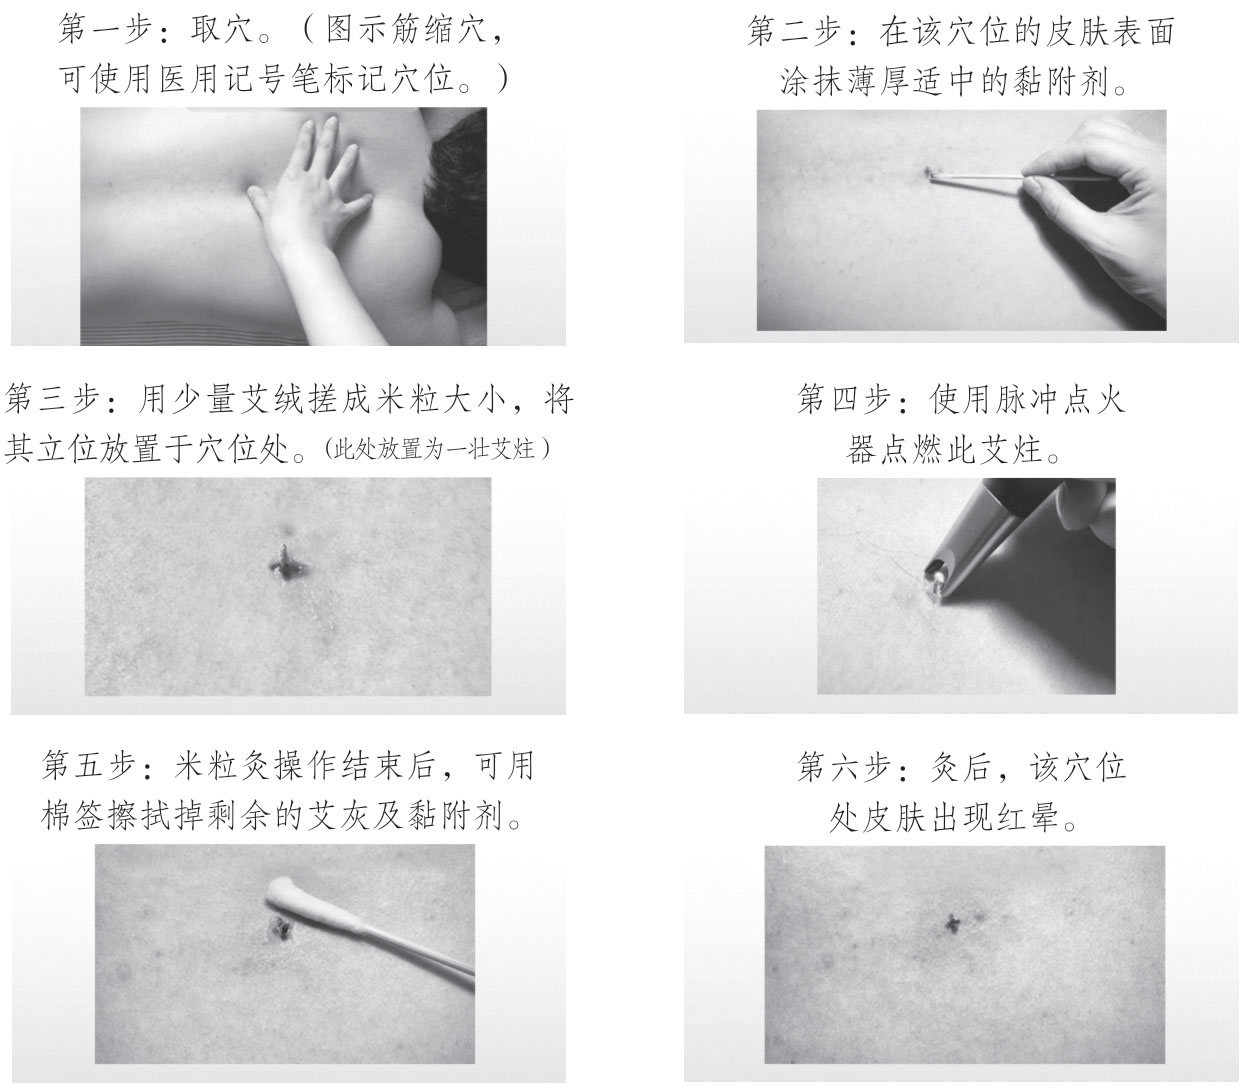 第一步：取穴。（图示筋缩穴，
可使用医用记号笔标记穴位。）
第二步：在该穴位的皮肤表面
涂抹薄厚适中的黏附剂。
第三步：用少量艾绒搓成米粒大小，将
其立位放置于穴位处。(此处放置为一壮艾炷）
第四步：使用脉冲点火
器点燃此艾炷。
第五步：米粒灸操作结束后，可用
棉签擦拭掉剩余的艾灰及黏附剂。
第六步：灸后，该穴位
处皮肤出现红晕。